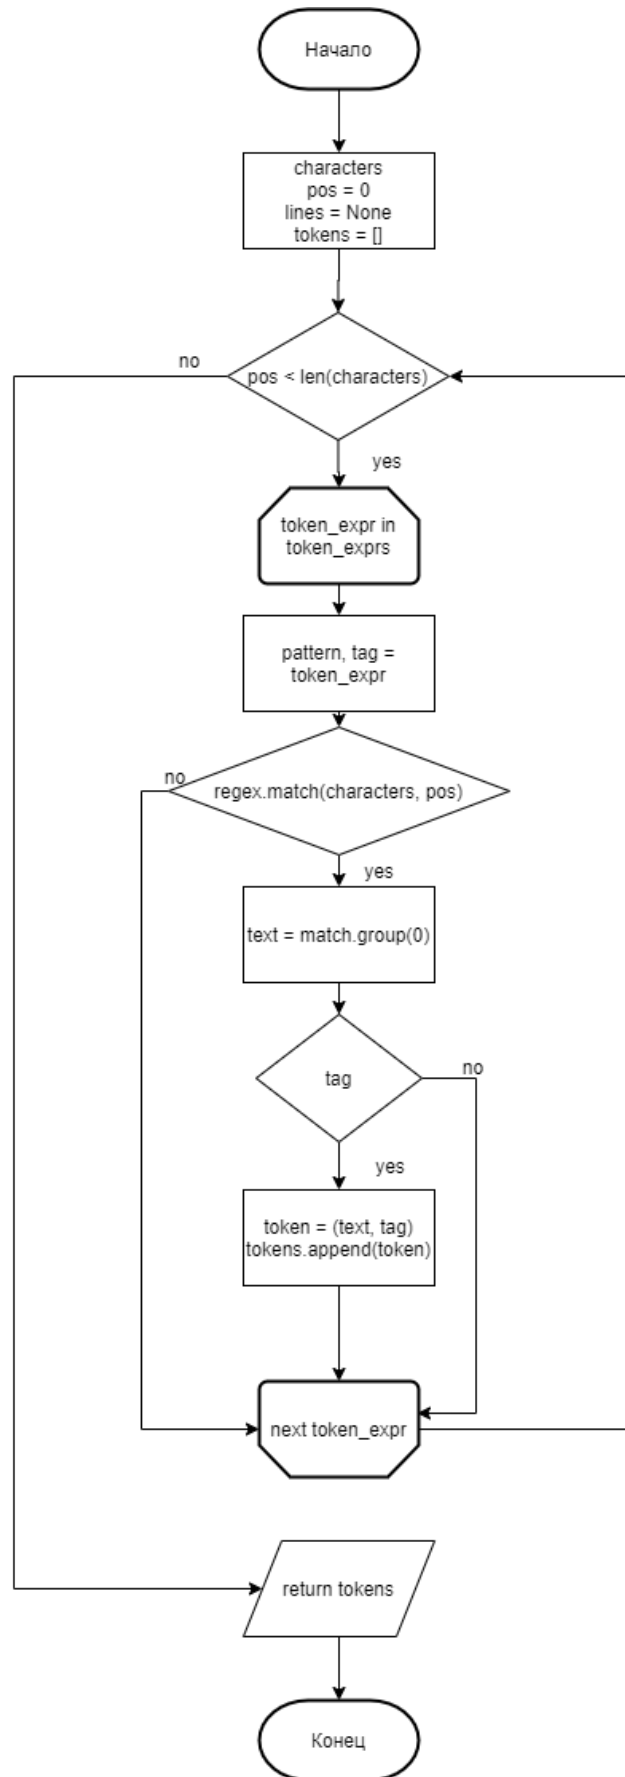 Начало
characters
pos = 0
lines = None
tokens = []
no
pos < len(characters)
yes
token_expr in
token_exprs
pattern, tag =
token_expr
no
regex.match(characters, pos)
yes
text = match.group(0)
tag
no
yes
token = (text, tag)
tokens.append(token)
next token_expr
return tokens
Конец